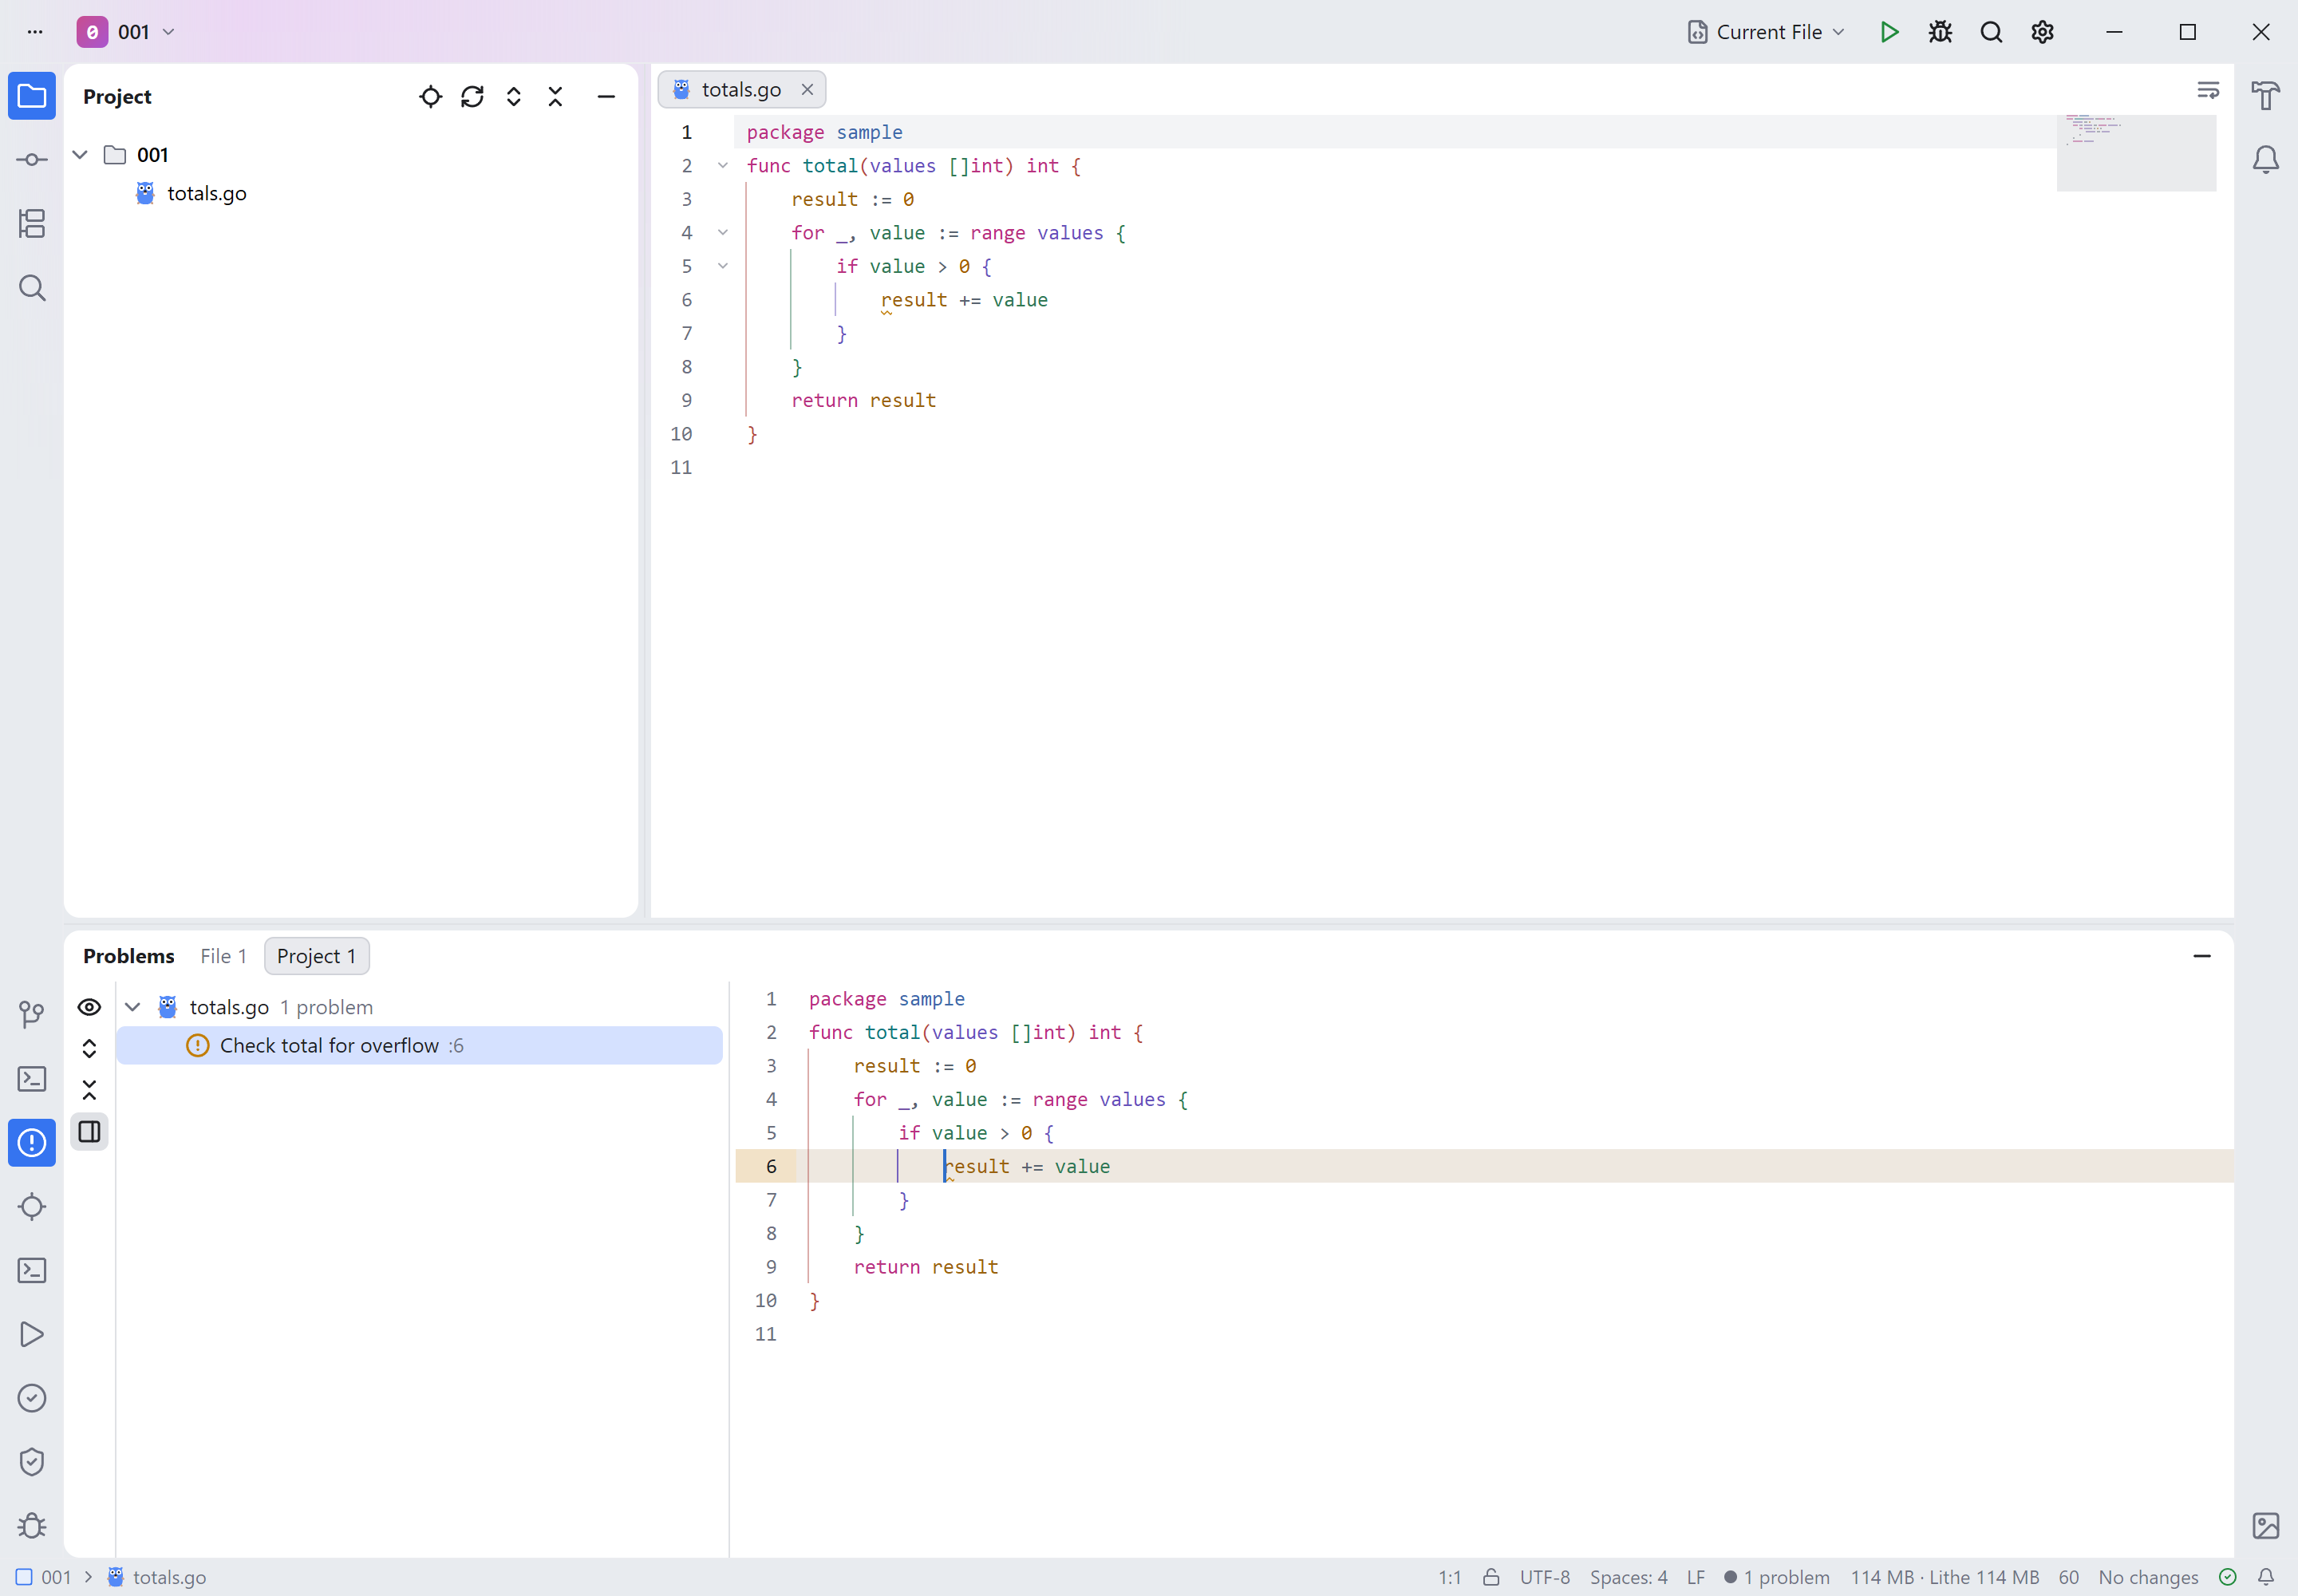 0 001 Current File
Project
001
totals.go
totals.go
1 package sample
2 func total(values []int) int {
3 result := 0
4 for _, value := range values {
5 if value > 0 {
6 result += value
7 }
8 }
9 return result
10 }
11
Problems File 1 Project 1
totals.go 1 problem
Check total for overflow :6
1 package sample
2 func total(values []int) int {
3 result := 0
4 for _, value := range values {
5 if value > 0 {
6 result += value
7 }
8 }
9 return result
10 }
11
001 > totals.go 1:1 UTF-8 Spaces: 4 LF 1 problem 114 MB · Lithe 114 MB 60 No changes